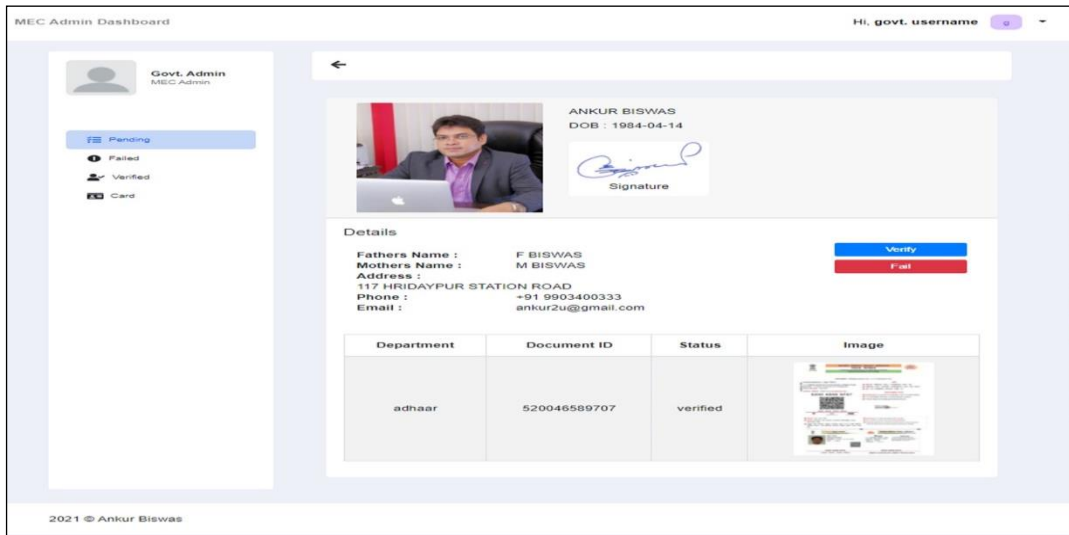 MEC Admin Dashboard
Hi, govt. username
g
Govt. Admin
MEC Admin
Pending
Failed
Verified
Card
ANKUR BISWAS
DOB : 1984-04-14
Signature
Details
Verify
Fail
Fathers Name : F BISWAS
Mothers Name : M BISWAS
Address :
117 HRIDAYPUR STATION ROAD
Phone : +91 9903400333
Email : ankur2u@gmail.com
Department Document ID Status Image
adhaar 520046589707 verified
2021 © Ankur Biswas